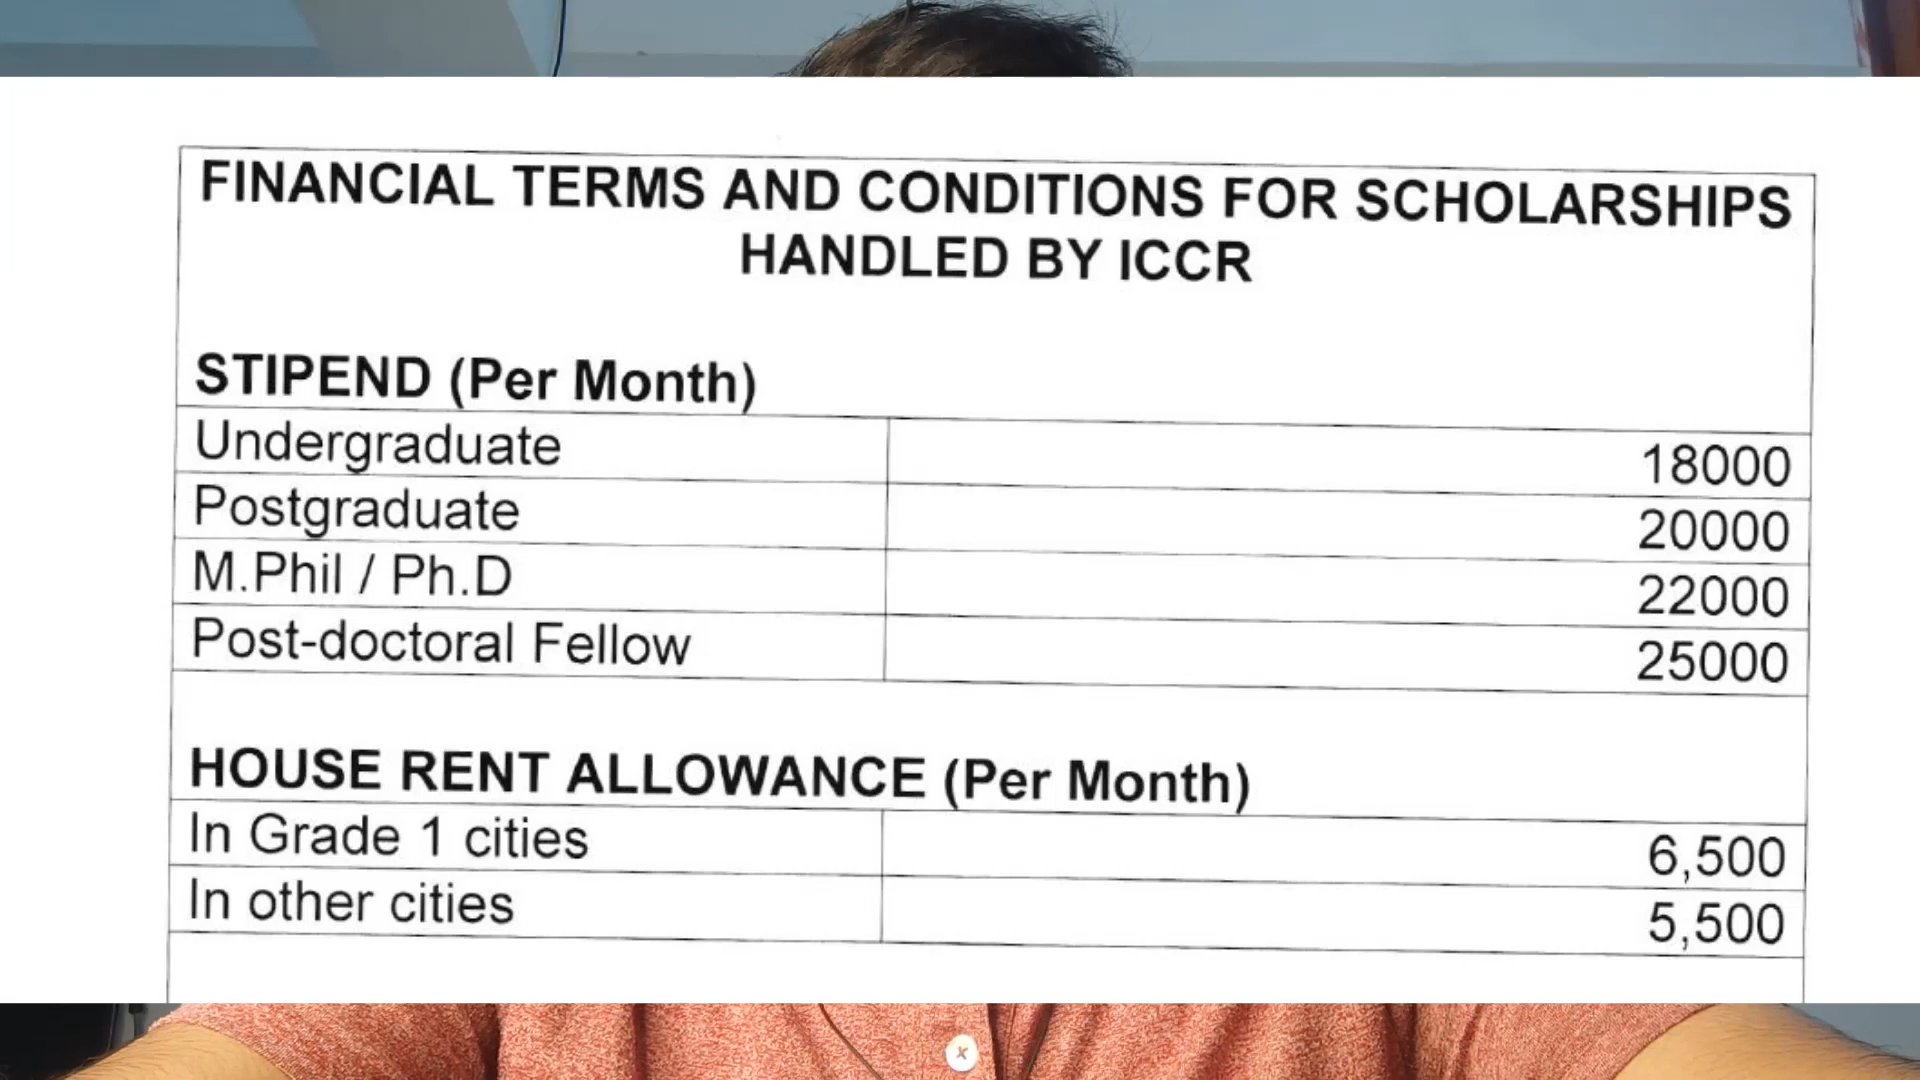 FINANCIAL TERMS AND CONDITIONS FOR SCHOLARSHIPS
HANDLED BY ICCR
STIPEND (Per Month)
Undergraduate 18000
Postgraduate 20000
M.Phil / Ph.D 22000
Post-doctoral Fellow 25000
HOUSE RENT ALLOWANCE (Per Month)
In Grade 1 cities 6,500
In other cities 5,500